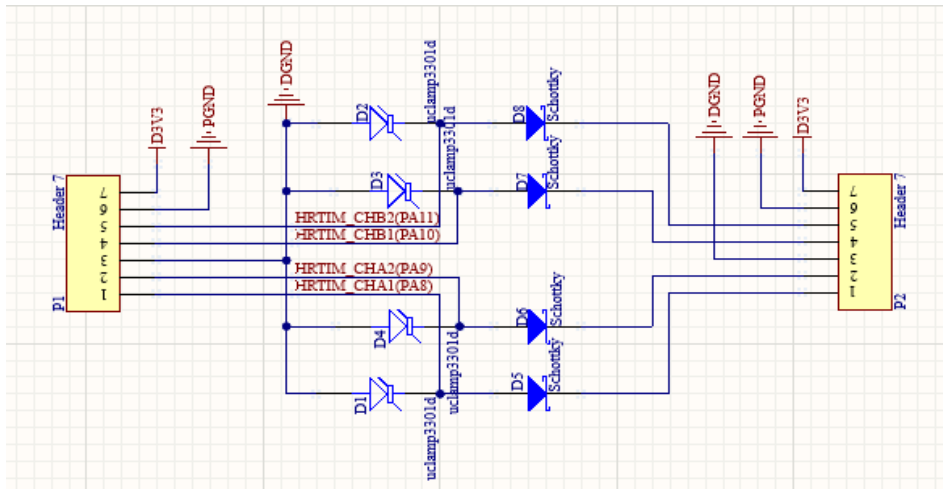 DGND
D2
uclamp3301d
D8
Schottky
DGND
PGND
D3V3
PGND
D3V3
Header 7
7
6
5
4
3
2
1
P1
D3
uclamp3301d
D7
Schottky
HRTIM_CHB2(PA11)
HRTIM_CHB1(PA10)
HRTIM_CHA2(PA9)
HRTIM_CHA1(PA8)
Header 7
7
6
5
4
3
2
1
P2
D4
uclamp3301d
D6
Schottky
D1
uclamp3301d
D5
Schottky